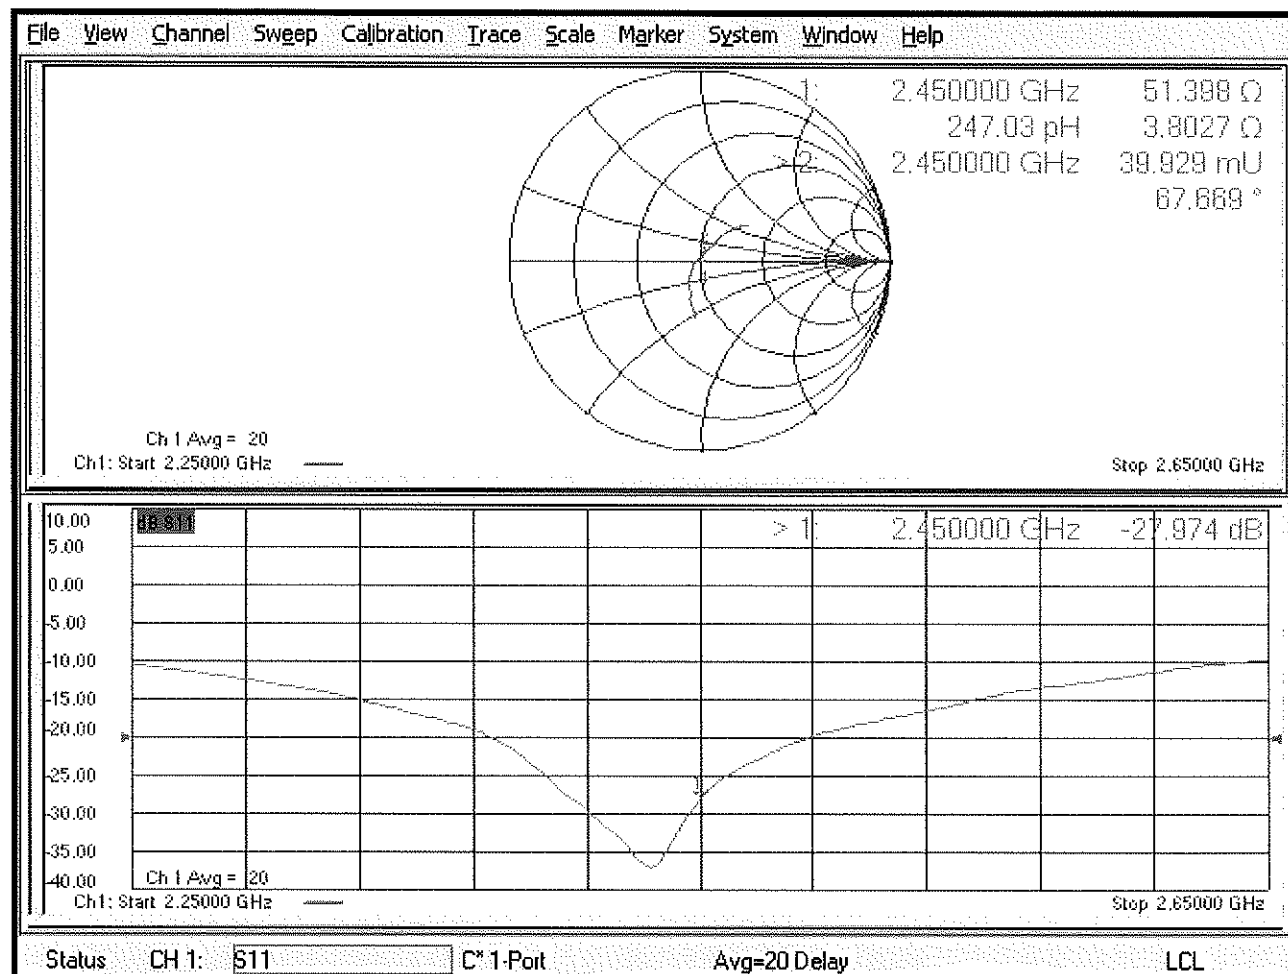 File View Channel Sweep Calibration Trace Scale Marker System Window Help
1: 2.450000 GHz 51.398 Ω
247.03 pH 3.8027 Ω
> 2: 2.450000 GHz 39.929 mU
67.669 °
Ch 1 Avg = 20
Ch1: Start 2.25000 GHz Stop 2.65000 GHz
10.00 dB S11 > 1: 2.450000 GHz -27.974 dB
5.00
0.00
-5.00
-10.00
-15.00
-20.00
-25.00
1
-30.00
-35.00
-40.00
Ch 1 Avg = 20
Ch1: Start 2.25000 GHz Stop 2.65000 GHz
Status CH 1: S11 C* 1-Port Avg=20 Delay LCL